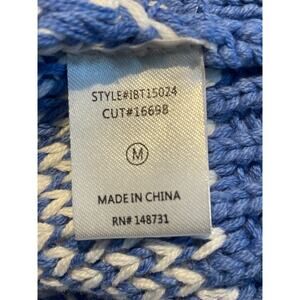 STYLE#IBT15024
CUT#16698
M
MADE IN CHINA
RN# 148731